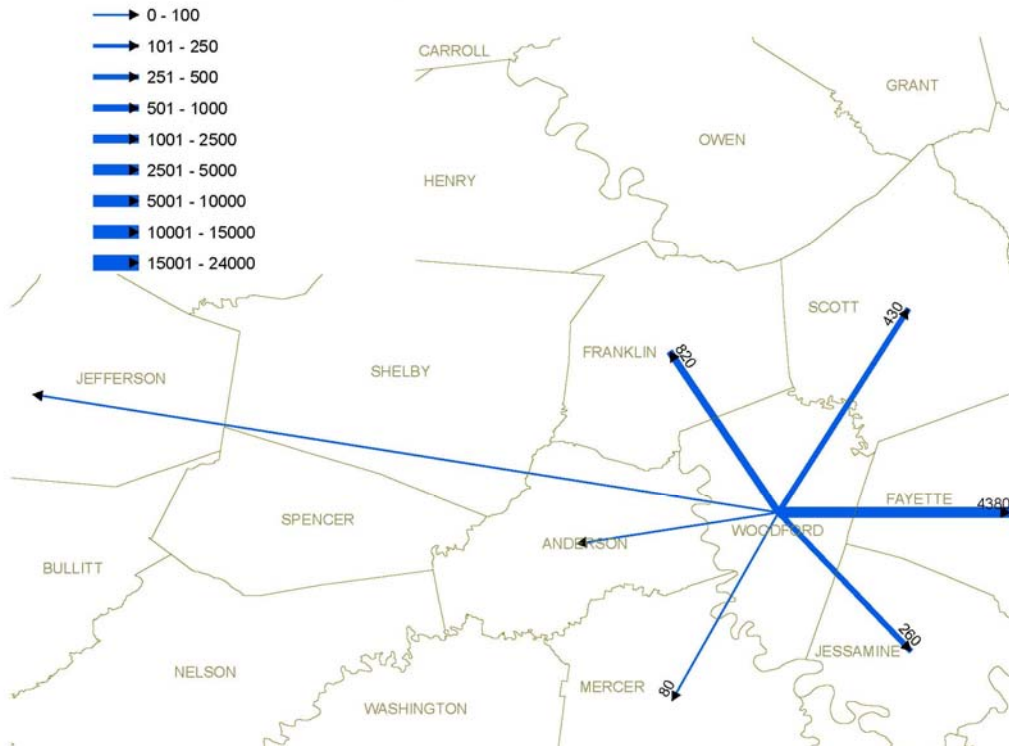 0 - 100
101 - 250
251 - 500
501 - 1000
1001 - 2500
2501 - 5000
5001 - 10000
10001 - 15000
15001 - 24000
CARROLL
GRANT
OWEN
HENRY
SCOTT
430
FRANKLIN
820
SHELBY
JEFFERSON
FAYETTE
4380
SPENCER
WOODFORD
ANDERSON
BULLITT
260
JESSAMINE
NELSON
MERCER
80
WASHINGTON